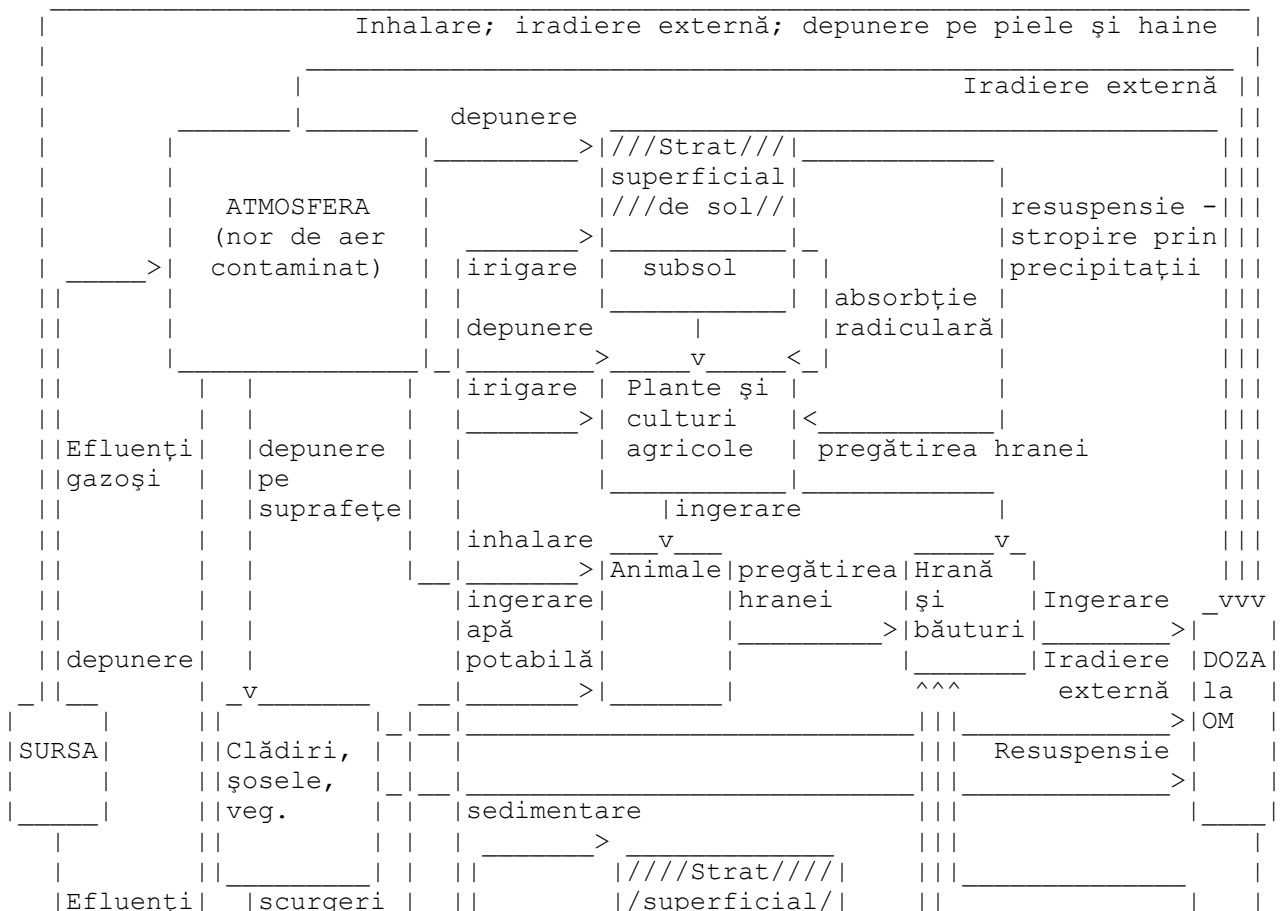 Inhalare; iradiere externă; depunere pe piele şi haine
Iradiere externă
depunere
///Strat///
superficial
ATMOSFERA ///de sol// resuspensie -
(nor de aer stropire prin
contaminat) irigare subsol precipitaţii
absorbţie
depunere radiculară
irigare Plante şi
culturi
Efluenţi depunere agricole pregătirea hranei
gazoşi pe
suprafeţe ingerare
inhalare
Animale pregătirea Hrană
ingerare hranei şi Ingerare
apă băuturi
depunere potabilă Iradiere DOZA
externă la
OM
SURSA Clădiri, Resuspensie
şosele,
veg. sedimentare
////Strat////
Efluenţi scurgeri /superficial/